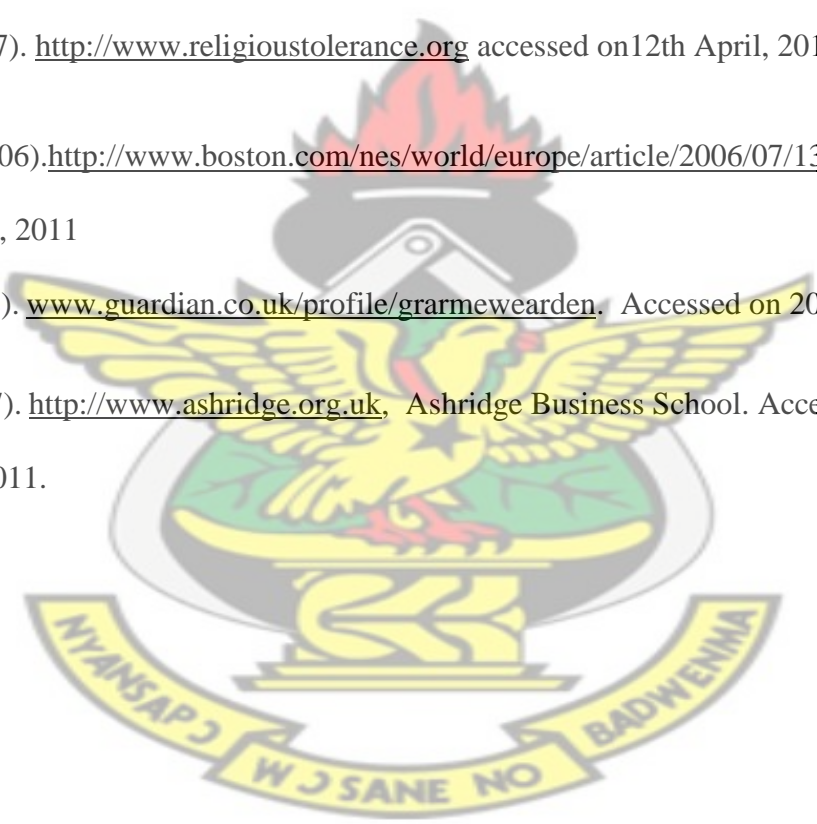 7). http://www.religioustolerance.org accessed on12th April, 201
06).http://www.boston.com/nes/world/europe/article/2006/07/13
, 2011
). www.guardian.co.uk/profile/grarmewearden. Accessed on 20
7). http://www.ashridge.org.uk, Ashridge Business School. Acce
011.
NYANSAPƆ WƆSANE NO BADWENMA